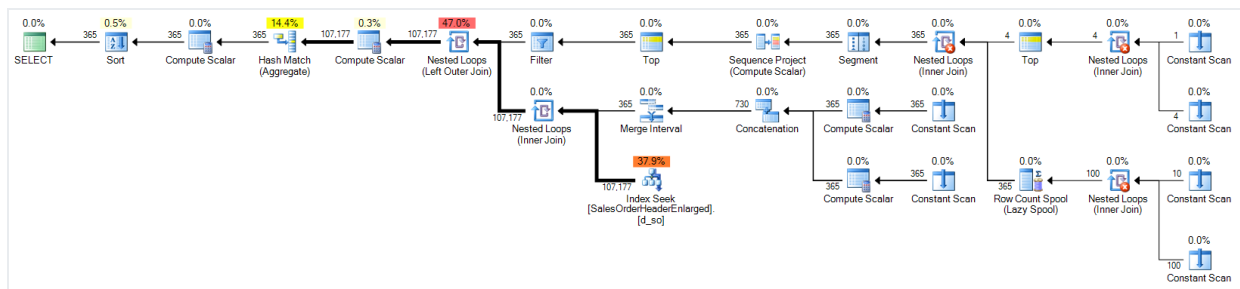 0.0% 0.5% 0.0% 14.4% 0.3% 47.0% 0.0% 0.0% 0.0% 0.0% 0.0% 0.0% 0.0% 0.0%
365 365 365 107,177 107,177 365 365 365 365 365 4 4 1
SELECT Sort Compute Scalar Hash Match Compute Scalar Nested Loops Filter Top Sequence Project Segment Nested Loops Top Nested Loops Constant Scan
(Aggregate) (Left Outer Join) (Compute Scalar) (Inner Join) (Inner Join)
0.0% 0.0% 0.0% 0.0% 0.0% 0.0%
107,177 365 730 365 365 4
Nested Loops Merge Interval Concatenation Compute Scalar Constant Scan Constant Scan
(Inner Join)
37.9% 0.0% 0.0% 0.0% 0.0% 0.0%
107,177 365 365 365 100 10
Index Seek Compute Scalar Constant Scan Row Count Spool Nested Loops Constant Scan
[SalesOrderHeaderEnlarged]. (Lazy Spool) (Inner Join)
[d_so]
0.0%
100
Constant Scan